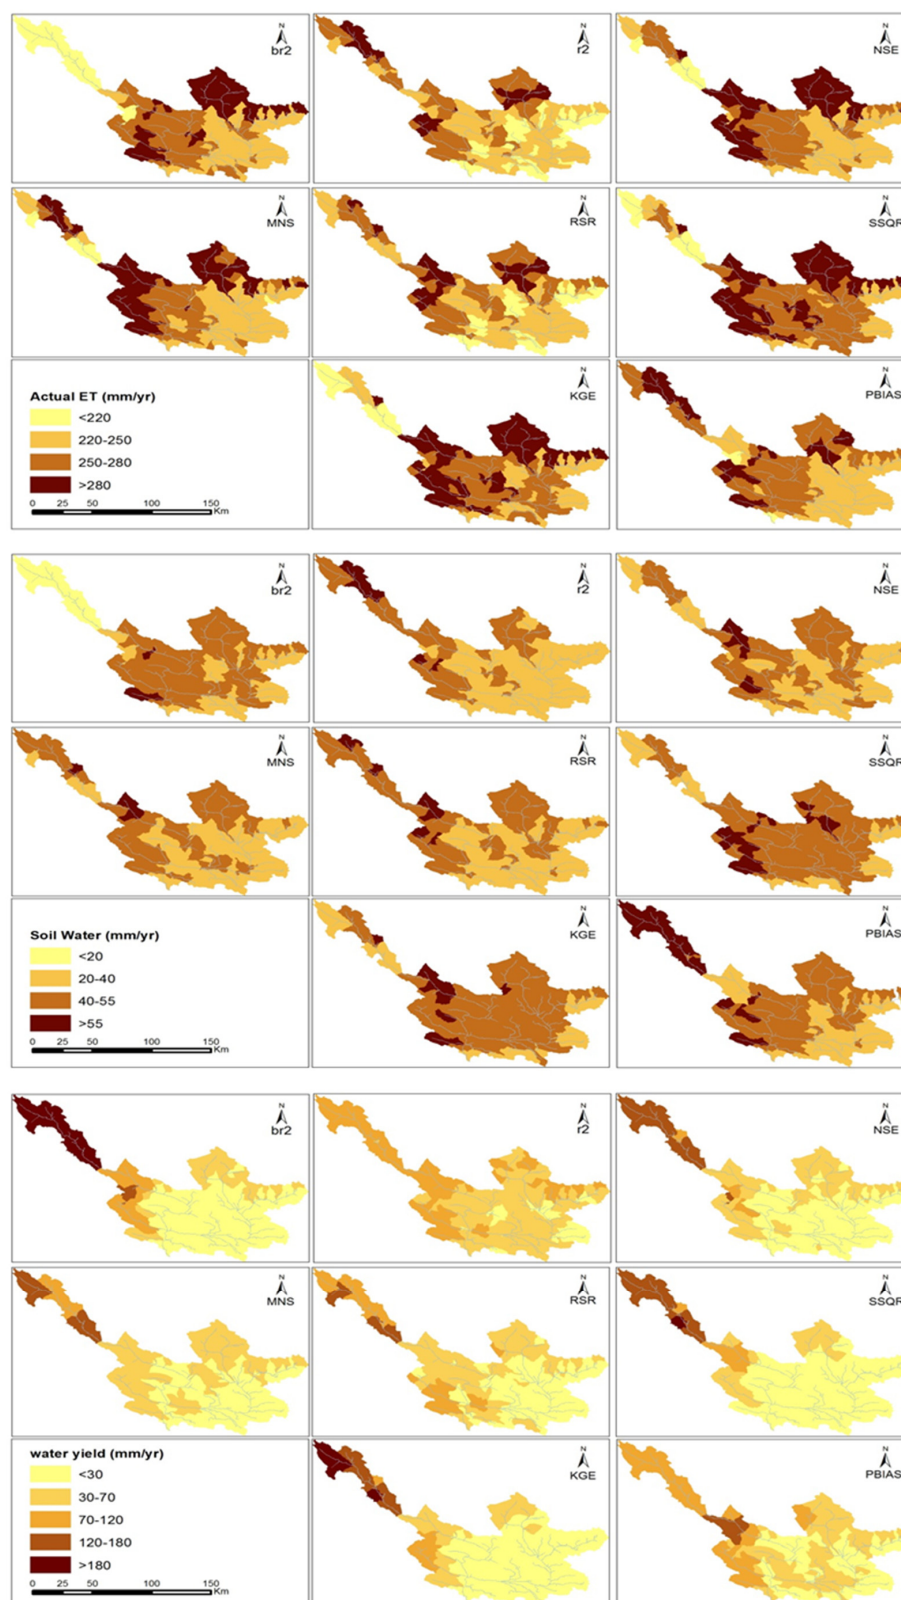 N
br2
N
r2
N
NSE
N
MNS
N
RSR
N
SSQR
Actual ET (mm/yr)
<220
220-250
250-280
>280
0 25 50 100 150
Km
N
KGE
N
PBIAS
N
br2
N
r2
N
NSE
N
MNS
N
RSR
N
SSQR
Soil Water (mm/yr)
<20
20-40
40-55
>55
0 25 50 100 150
Km
N
KGE
N
PBIAS
N
br2
N
r2
N
NSE
N
MNS
N
RSR
N
SSQR
water yield (mm/yr)
<30
30-70
70-120
120-180
>180
0 25 50 100 150
Km
N
KGE
N
PBIAS